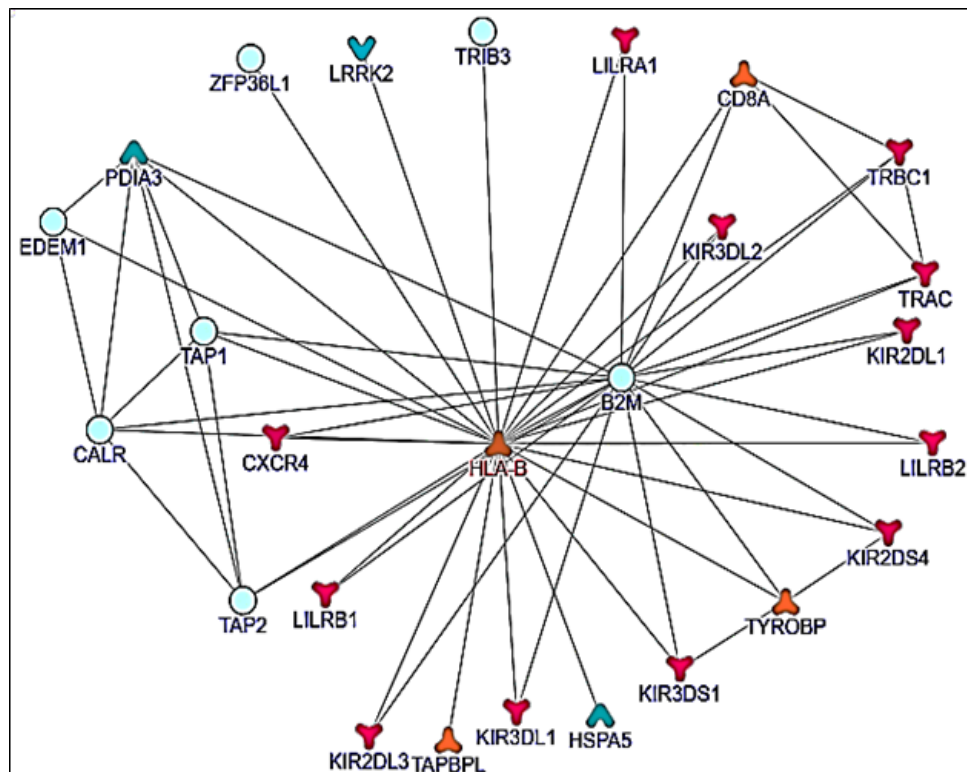 TRIB3
LILRA1
LRRK2
ZFP36L1
CD8A
PDIA3
TRBC1
EDEM1
KIR3DL2
TRAC
TAP1
KIR2DL1
B2M
CALR
CXCR4
HLA-B
LILRB2
KIR2DS4
TAP2
LILRB1
TYROBP
KIR3DS1
KIR3DL1
HSPA5
KIR2DL3
TAPBPL